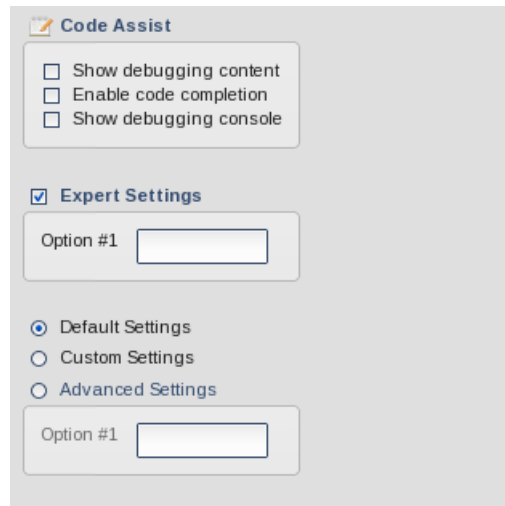 Code Assist
Show debugging content
Enable code completion
Show debugging console
Expert Settings
Option #1
Default Settings
Custom Settings
Advanced Settings
Option #1